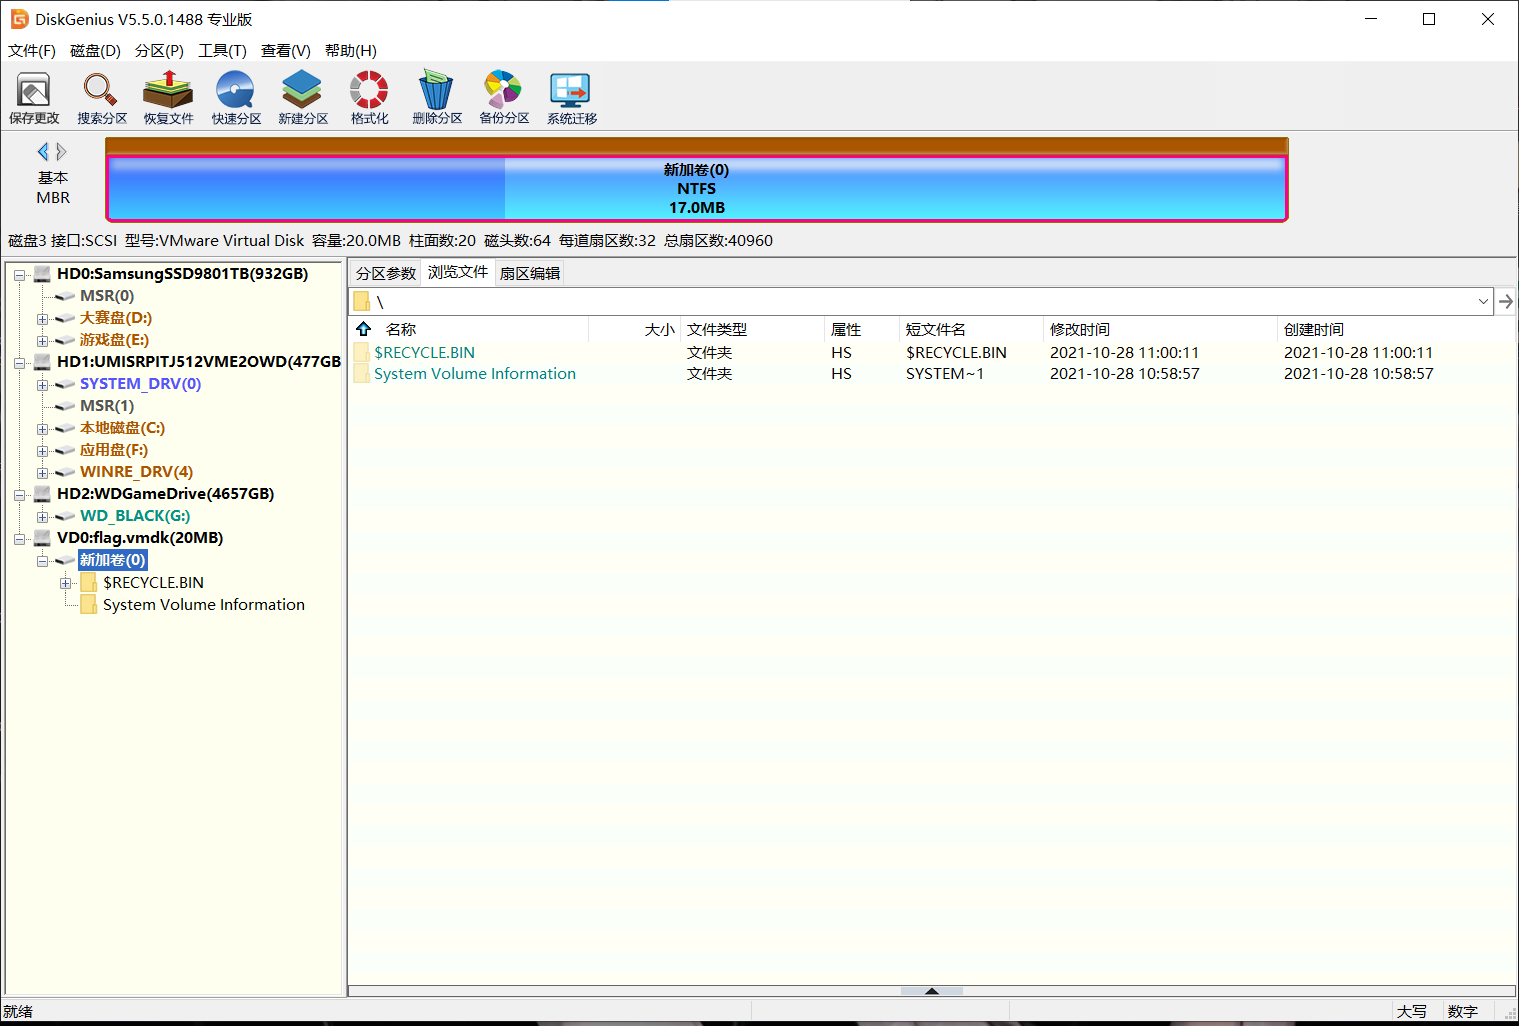 DiskGenius V5.5.0.1488 专业版
文件(F) 磁盘(D) 分区(P) 工具(T) 查看(V) 帮助(H)
保存更改 搜索分区 恢复文件 快速分区 新建分区 格式化 删除分区 备份分区 系统迁移
基本
MBR
新加卷(0)
NTFS
17.0MB
磁盘3 接口:SCSI 型号:VMware Virtual Disk 容量:20.0MB 柱面数:20 磁头数:64 每道扇区数:32 总扇区数:40960
HD0:SamsungSSD9801TB(932GB)
MSR(0)
大赛盘(D:)
游戏盘(E:)
HD1:UMISRPITJ512VME2OWD(477GB
SYSTEM_DRV(0)
MSR(1)
本地磁盘(C:)
应用盘(F:)
WINRE_DRV(4)
HD2:WDGameDrive(4657GB)
WD_BLACK(G:)
VD0:flag.vmdk(20MB)
新加卷(0)
$RECYCLE.BIN
System Volume Information
分区参数 浏览文件 扇区编辑
\
名称 大小 文件类型 属性 短文件名 修改时间 创建时间
$RECYCLE.BIN 文件夹 HS $RECYCLE.BIN 2021-10-28 11:00:11 2021-10-28 11:00:11
System Volume Information 文件夹 HS SYSTEM~1 2021-10-28 10:58:57 2021-10-28 10:58:57
就绪 大写 数字